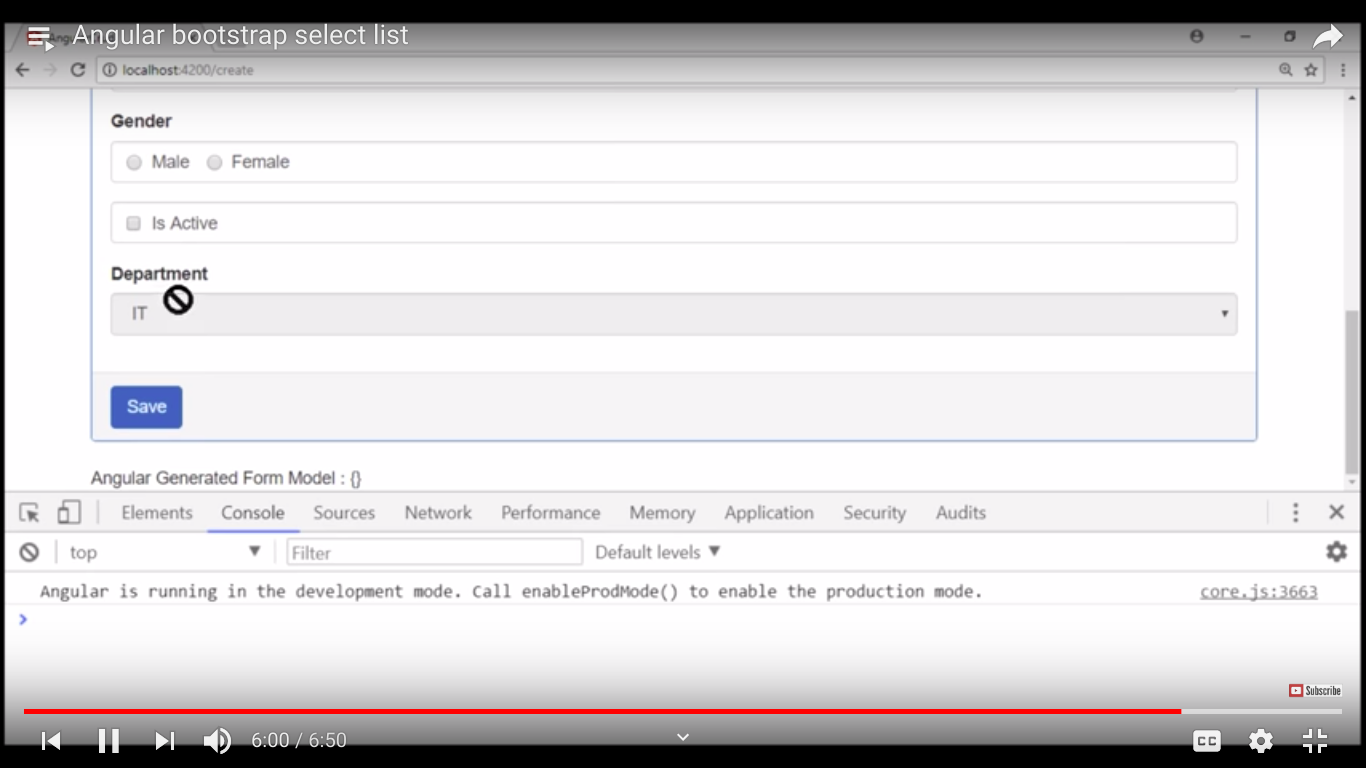 Angular bootstrap select list
localhost:4200/create
Gender
Male Female
Is Active
Department
IT
Save
Angular Generated Form Model : {}
Elements Console Sources Network Performance Memory Application Security Audits
top Filter Default levels
Angular is running in the development mode. Call enableProdMode() to enable the production mode. core.js:3663
Subscribe
6:00 / 6:50 CC